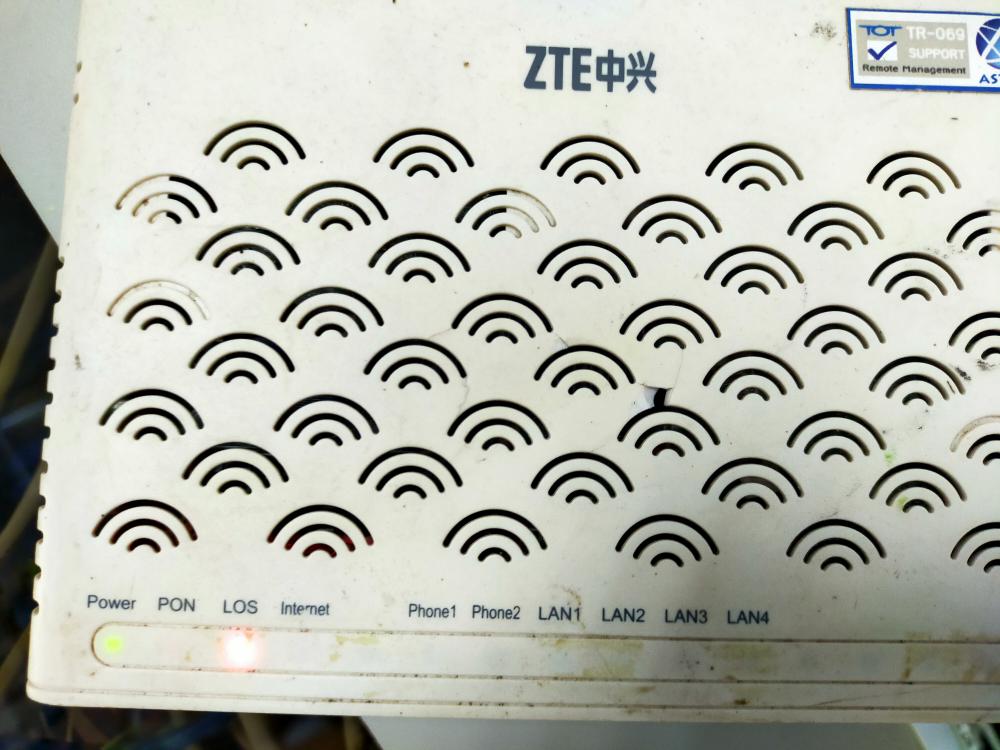 ZTE中兴
TOT TR-069
SUPPORT
Remote Management
Power PON LOS Internet Phone1 Phone2 LAN1 LAN2 LAN3 LAN4